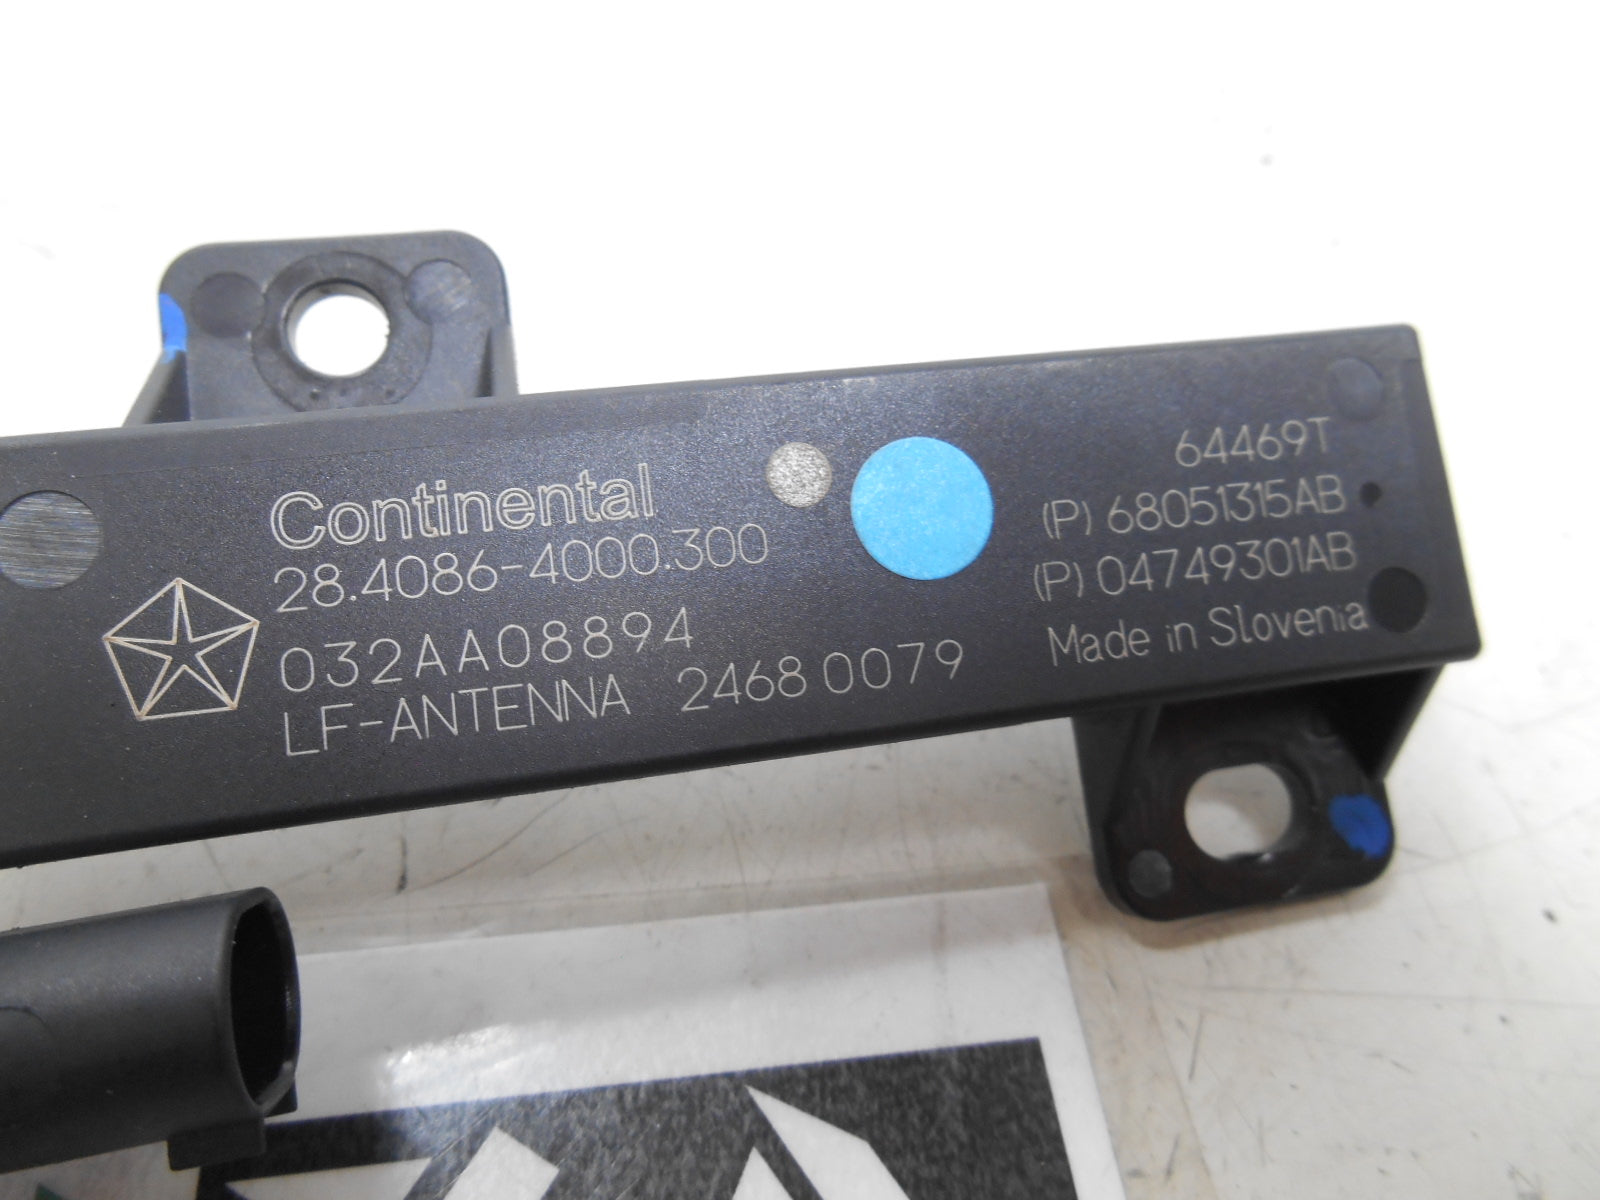 Continental
28.4086-4000.300
032AA08894
LF-ANTENNA 2468 0079
64469T
(P) 68051315AB
(P) 04749301AB
Made in Slovenia